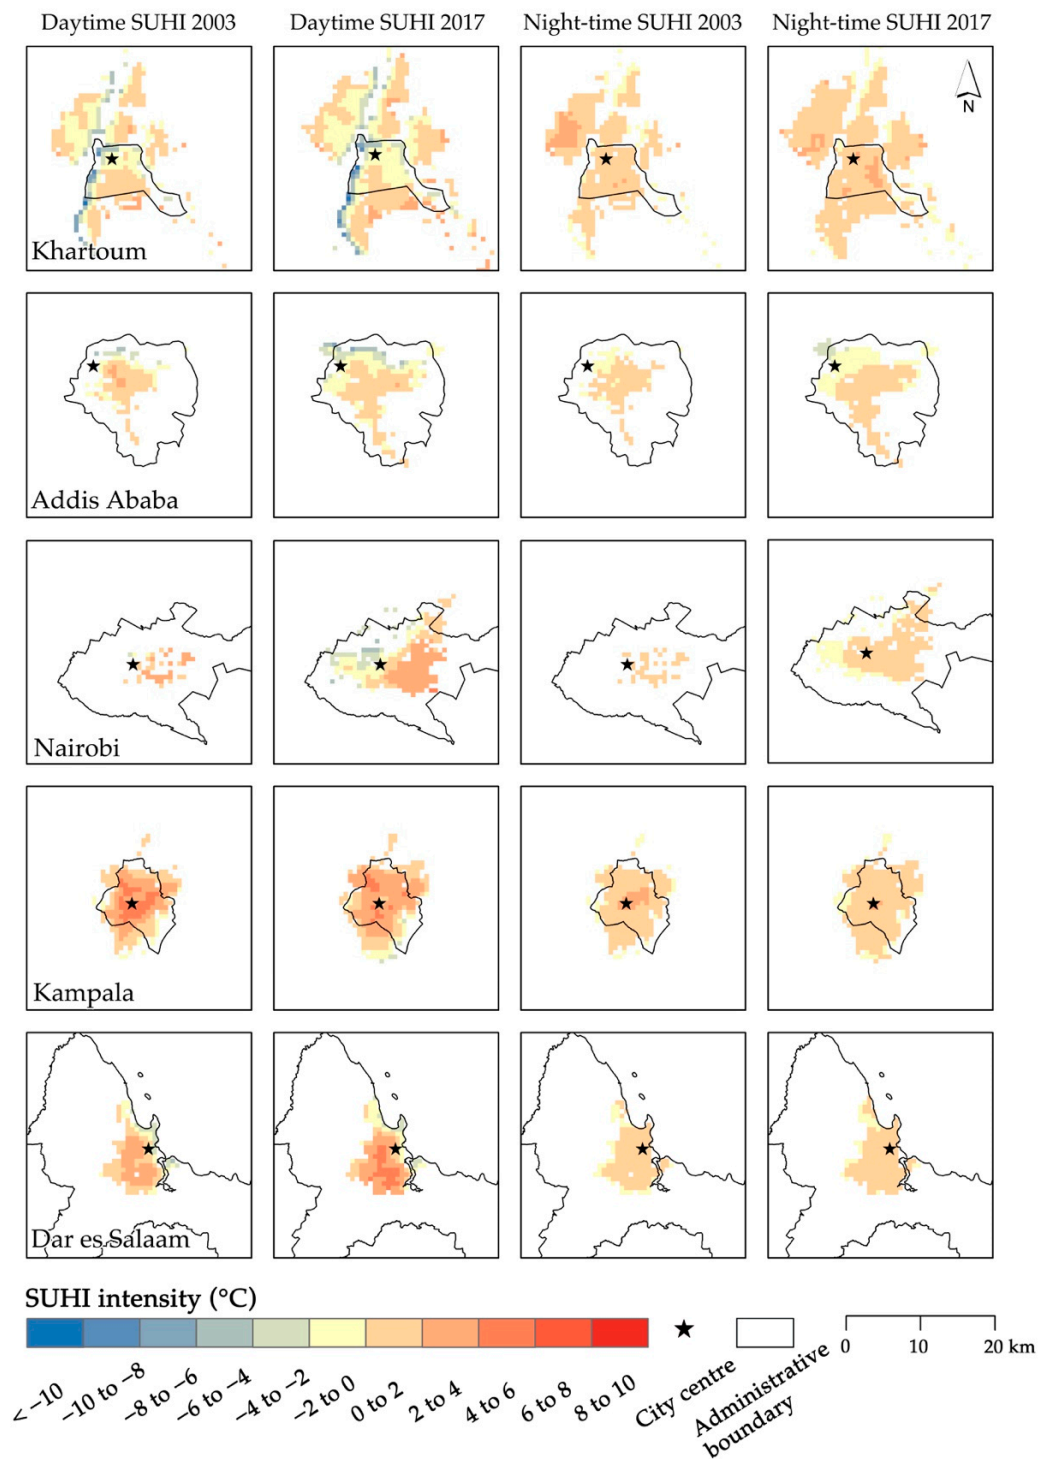 Daytime SUHI 2003
Daytime SUHI 2017
Night-time SUHI 2003
Night-time SUHI 2017
N
Khartoum
Addis Ababa
Nairobi
Kampala
Dar es Salaam
SUHI intensity (°C)
< −10
−10 to −8
−8 to −6
−6 to −4
−4 to −2
−2 to 0
0 to 2
2 to 4
4 to 6
6 to 8
8 to 10
City centre
Administrative
boundary
0 10 20 km